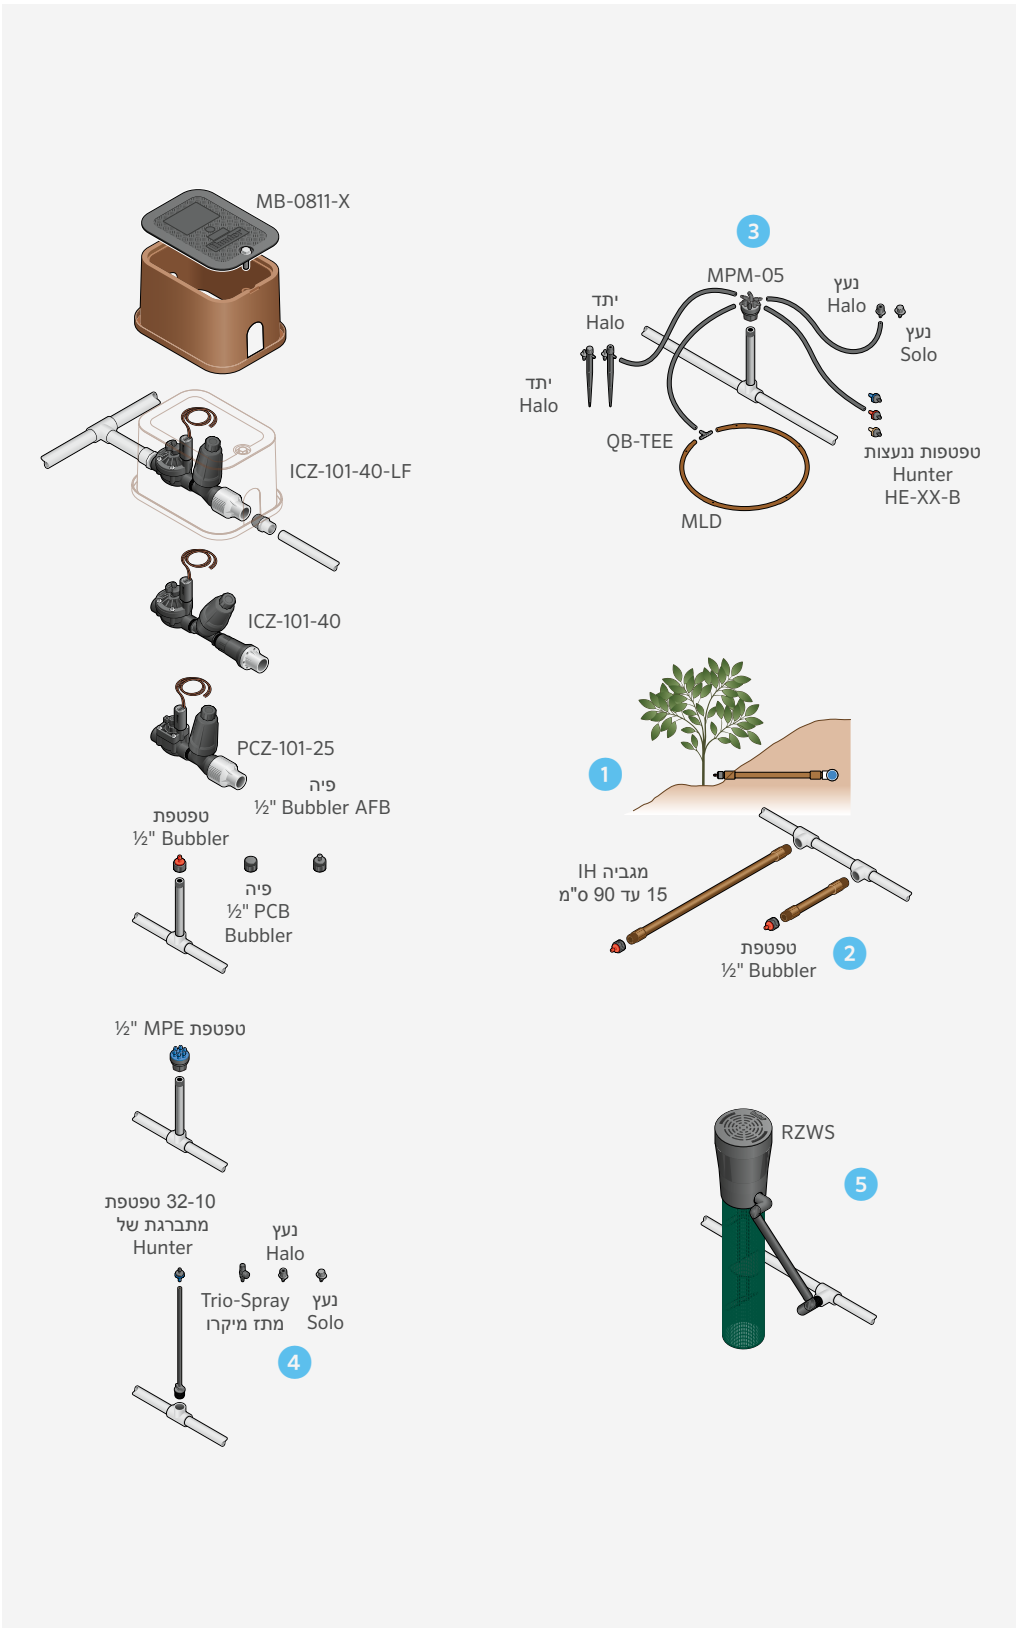 MB-0811-X
ICZ-101-40-LF
ICZ-101-40
PCZ-101-25
פיה
½" Bubbler AFB
טפטפת
½" Bubbler
פיה
½" PCB
Bubbler
טפטפת ½" MPE
32-10 טפטפת
מתברגת של
Hunter
נעץ
Halo
Trio-Spray
מתז מיקרו
נעץ
Solo
4
3
MPM-05
נעץ
Halo
נעץ
Solo
יתד
Halo
יתד
Halo
QB-TEE
MLD
טפטפות ננעצות
Hunter
HE-XX-B
1
מגביה IH
15 עד 90 ס"מ
טפטפת
½" Bubbler
2
RZWS
5